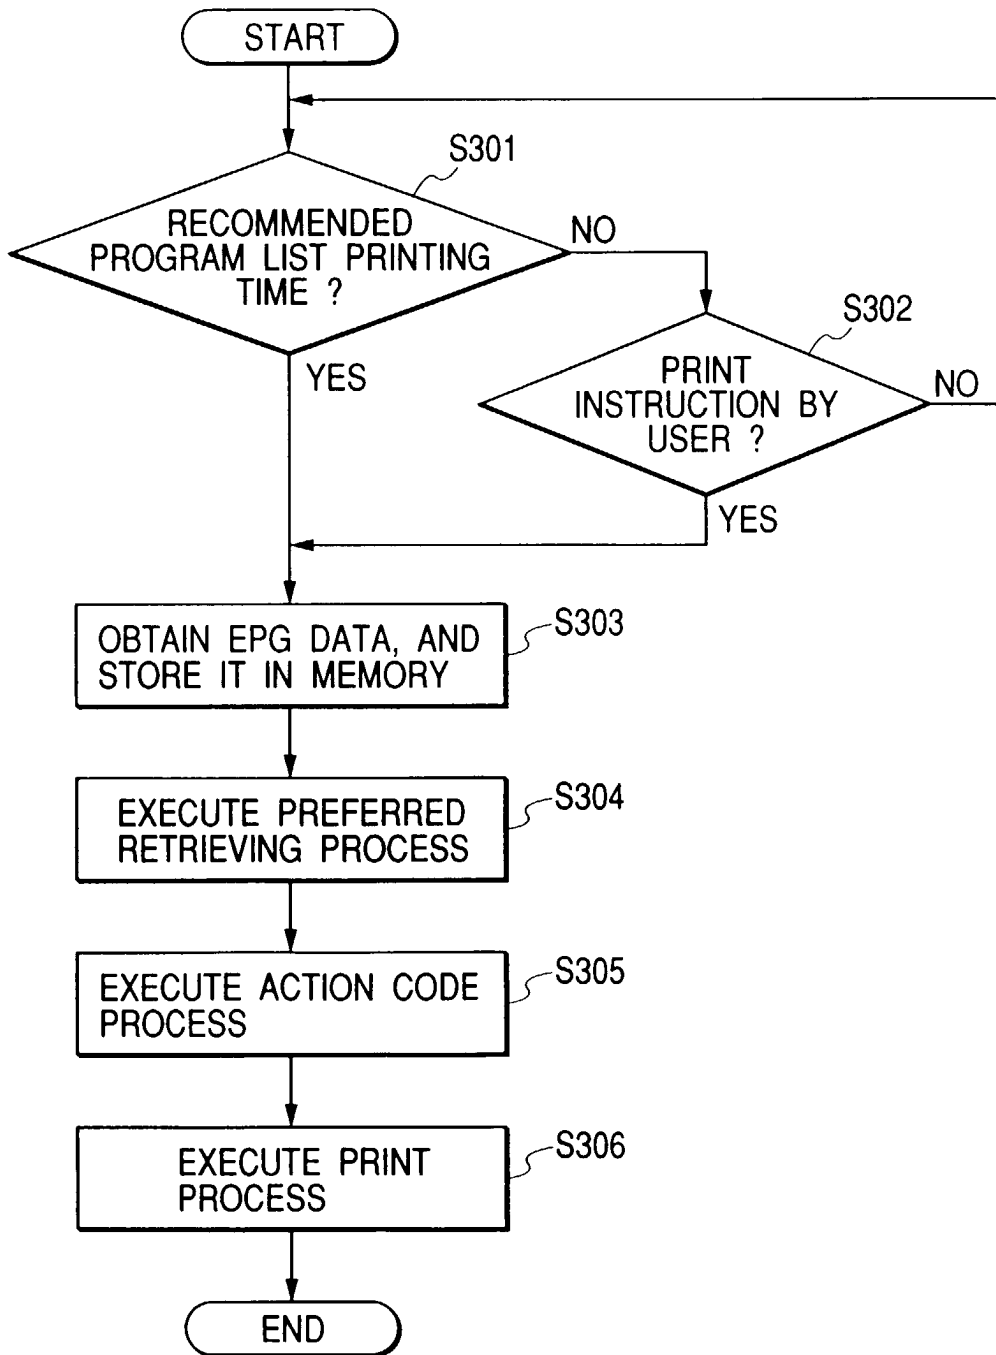 START
S301
RECOMMENDED
PROGRAM LIST PRINTING
TIME ?
NO
YES
S302
PRINT
INSTRUCTION BY
USER ?
NO
YES
OBTAIN EPG DATA, AND
STORE IT IN MEMORY
S303
EXECUTE PREFERRED
RETRIEVING PROCESS
S304
EXECUTE ACTION CODE
PROCESS
S305
EXECUTE PRINT
PROCESS
S306
END